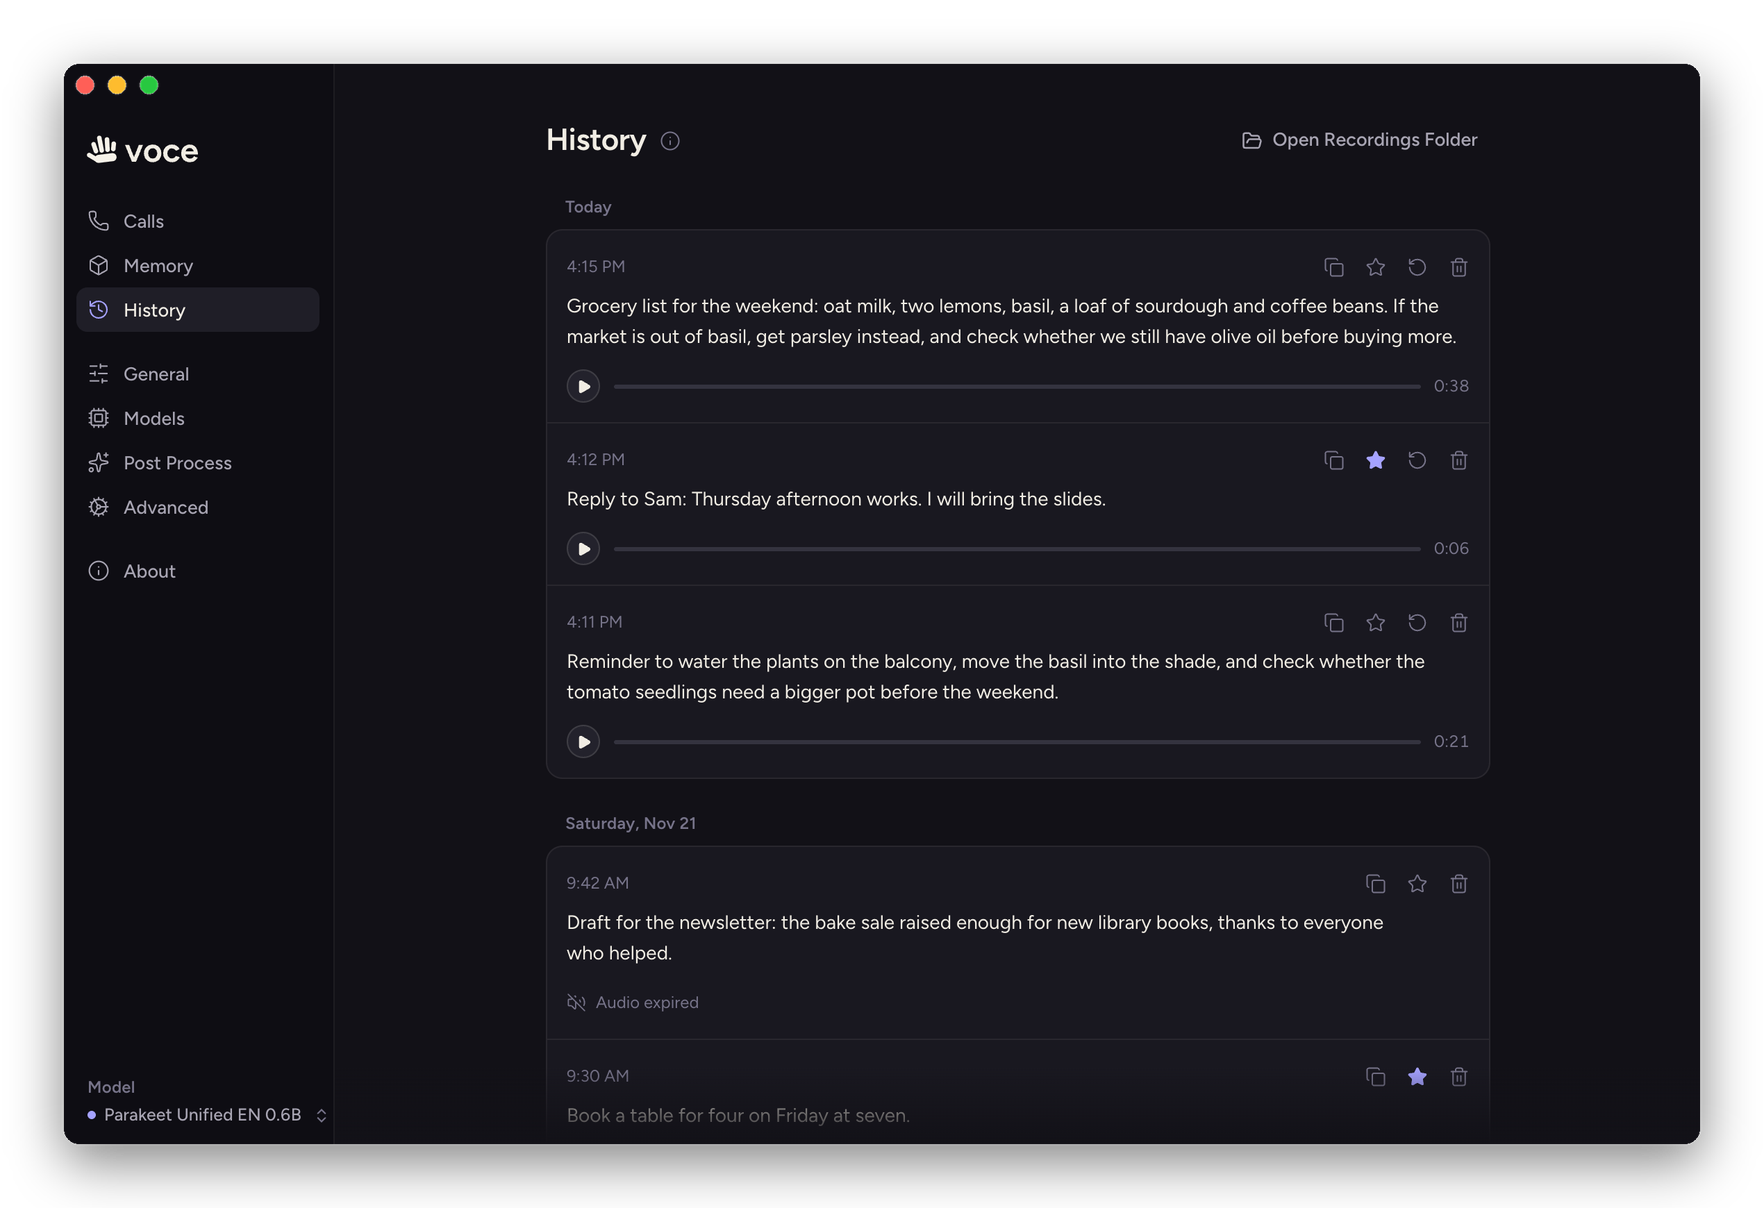 voce
Calls
Memory
History
General
Models
Post Process
Advanced
About
Model
Parakeet Unified EN 0.6B
History
Open Recordings Folder
Today
4:15 PM
Grocery list for the weekend: oat milk, two lemons, basil, a loaf of sourdough and coffee beans. If the
market is out of basil, get parsley instead, and check whether we still have olive oil before buying more.
0:38
4:12 PM
Reply to Sam: Thursday afternoon works. I will bring the slides.
0:06
4:11 PM
Reminder to water the plants on the balcony, move the basil into the shade, and check whether the
tomato seedlings need a bigger pot before the weekend.
0:21
Saturday, Nov 21
9:42 AM
Draft for the newsletter: the bake sale raised enough for new library books, thanks to everyone
who helped.
Audio expired
9:30 AM
Book a table for four on Friday at seven.